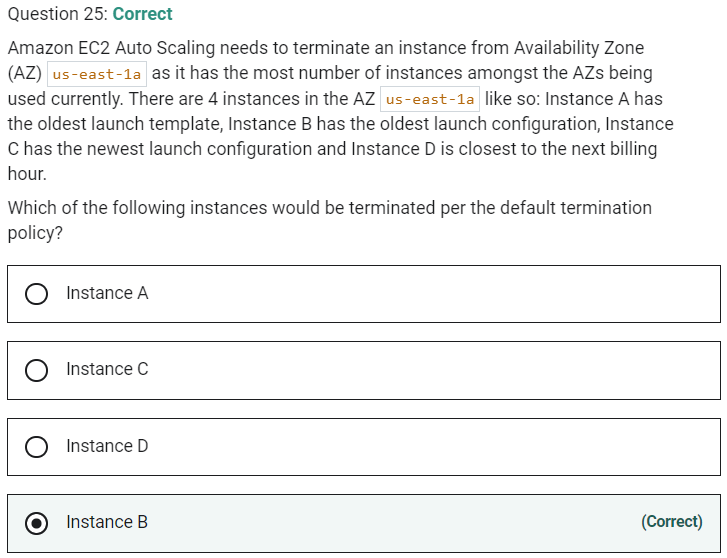 Question 25: Correct
Amazon EC2 Auto Scaling needs to terminate an instance from Availability Zone
(AZ) us-east-1a as it has the most number of instances amongst the AZs being
used currently. There are 4 instances in the AZ us-east-1a like so: Instance A has
the oldest launch template, Instance B has the oldest launch configuration, Instance
C has the newest launch configuration and Instance D is closest to the next billing
hour.
Which of the following instances would be terminated per the default termination
policy?
Instance A
Instance C
Instance D
Instance B (Correct)